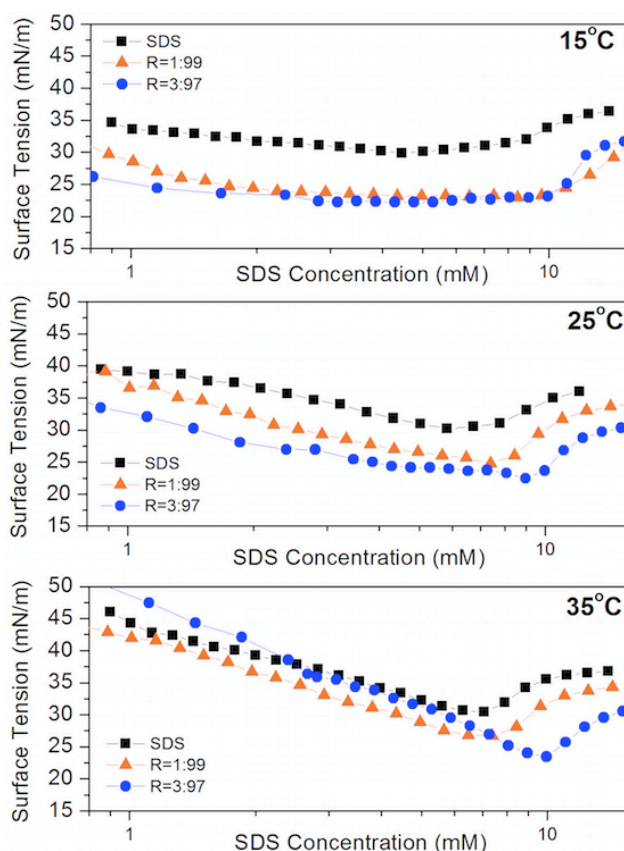 50
45
40
35
30
25
20
15
Surface Tension (mN/m)
SDS
R=1:99
R=3:97
15°C
1
10
SDS Concentration (mM)
50
45
40
35
30
25
20
15
Surface Tension (mN/m)
25°C
SDS
R=1:99
R=3:97
1
10
SDS Concentration (mM)
50
45
40
35
30
25
20
15
Surface Tension (mN/m)
35°C
SDS
R=1:99
R=3:97
1
10
SDS Concentration (mM)